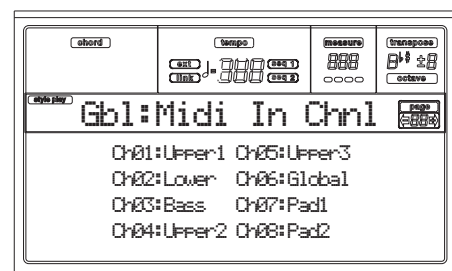 chord tempo measure transpose
ext seq 1
link seq 2
octave
style play Gbl:Midi In Chnl page
Ch01:Upper1 Ch05:Upper3
Ch02:Lower Ch06:Global
Ch03:Bass Ch07:Pad1
Ch04:Upper2 Ch08:Pad2